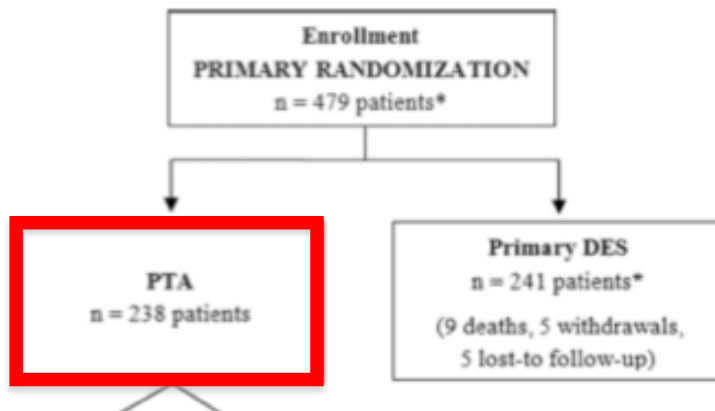 Enrollment
PRIMARY RANDOMIZATION
n = 479 patients*
PTA
n = 238 patients
Primary DES
n = 241 patients*
(9 deaths, 5 withdrawals,
5 lost-to follow-up)